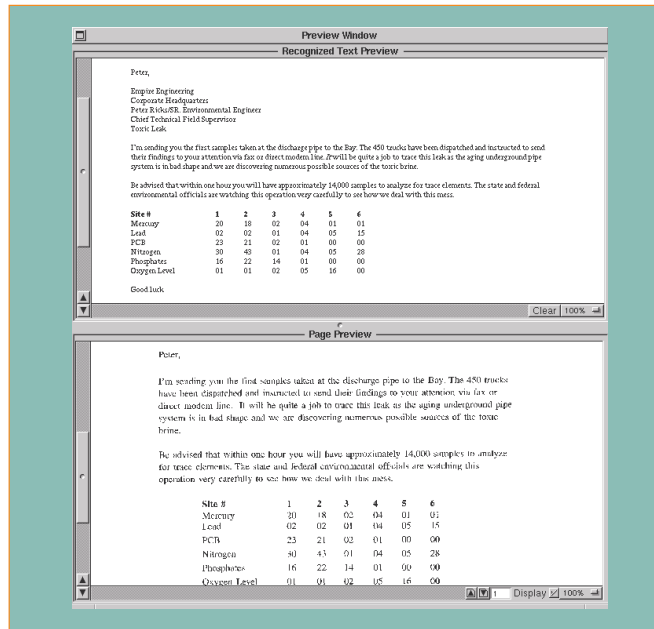 Preview Window
Recognized Text Preview
Peter,
Empire Engineering
Corporate Headquarters
Peter Ricks/SR. Environmental Engineer
Chief Technical Field Supervisor
Toxic Leak
I'm sending you the first samples taken at the discharge pipe to the Bay. The 450 trucks have been dispatched and instructed to send
their findings to your attention via fax or direct modem line. It will be quite a job to trace this leak as the aging underground pipe
system is in bad shape and we are discovering numerous possible sources of the toxic brine.
Be advised that within one hour you will have approximately 14,000 samples to analyze for trace elements. The state and federal
environmental officials are watching this operation very carefully to see how we deal with this mess.
Site # 1 2 3 4 5 6
Mercury 20 18 02 04 01 01
Lead 02 02 01 04 05 15
PCB 23 21 02 01 00 00
Nitrogen 30 43 01 04 05 28
Phosphates 16 22 14 01 00 00
Oxygen Level 01 01 02 05 16 00
Good luck
Clear 100%
Page Preview
Peter,
I'm sending you the first samples taken at the discharge pipe to the Bay. The 450 trucks
have been dispatched and instructed to send their findings to your attention via fax or
direct modem line. It will be quite a job to trace this leak as the aging underground pipe
system is in bad shape and we are discovering numerous possible sources of the toxic
brine.
Be advised that within one hour you will have approximately 14,000 samples to analyze
for trace elements. The state and federal environmental officials are watching this
operation very carefully to see how we deal with this mess.
Site # 1 2 3 4 5 6
Mercury 20 18 02 04 01 01
Lead 02 02 01 04 05 15
PCB 23 21 02 01 00 00
Nitrogen 30 43 01 04 05 28
Phosphates 16 22 14 01 00 00
Oxygen Level 01 01 02 05 16 00
1 Display 100%